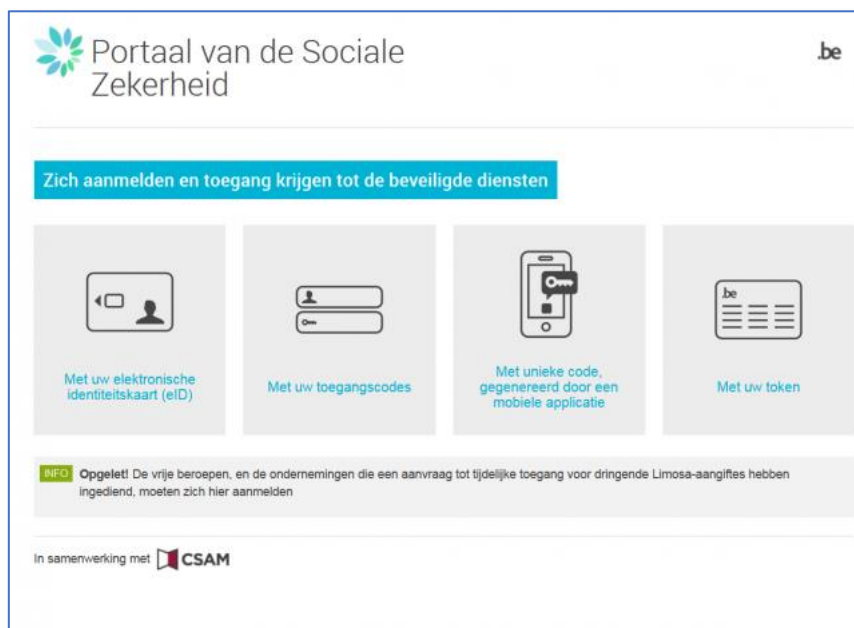 Portaal van de Sociale
Zekerheid
.be
Zich aanmelden en toegang krijgen tot de beveiligde diensten
.be
Met uw elektronische
identiteitskaart (eID)
Met uw toegangscodes
Met unieke code,
gegenereerd door een
mobiele applicatie
Met uw token
INFO Opgelet! De vrije beroepen, en de ondernemingen die een aanvraag tot tijdelijke toegang voor dringende Limosa-aangiftes hebben
ingediend, moeten zich hier aanmelden
In samenwerking met CSAM